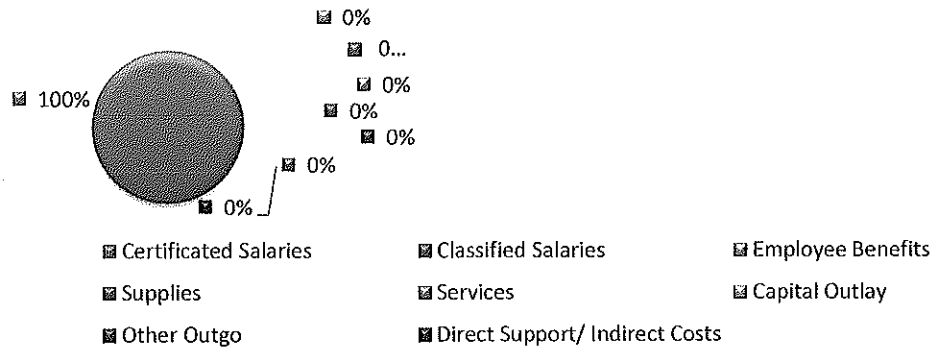 0%
0...
100%
0%
0%
0%
0%
0%
Certificated Salaries Classified Salaries Employee Benefits
Supplies Services Capital Outlay
Other Outgo Direct Support/ Indirect Costs